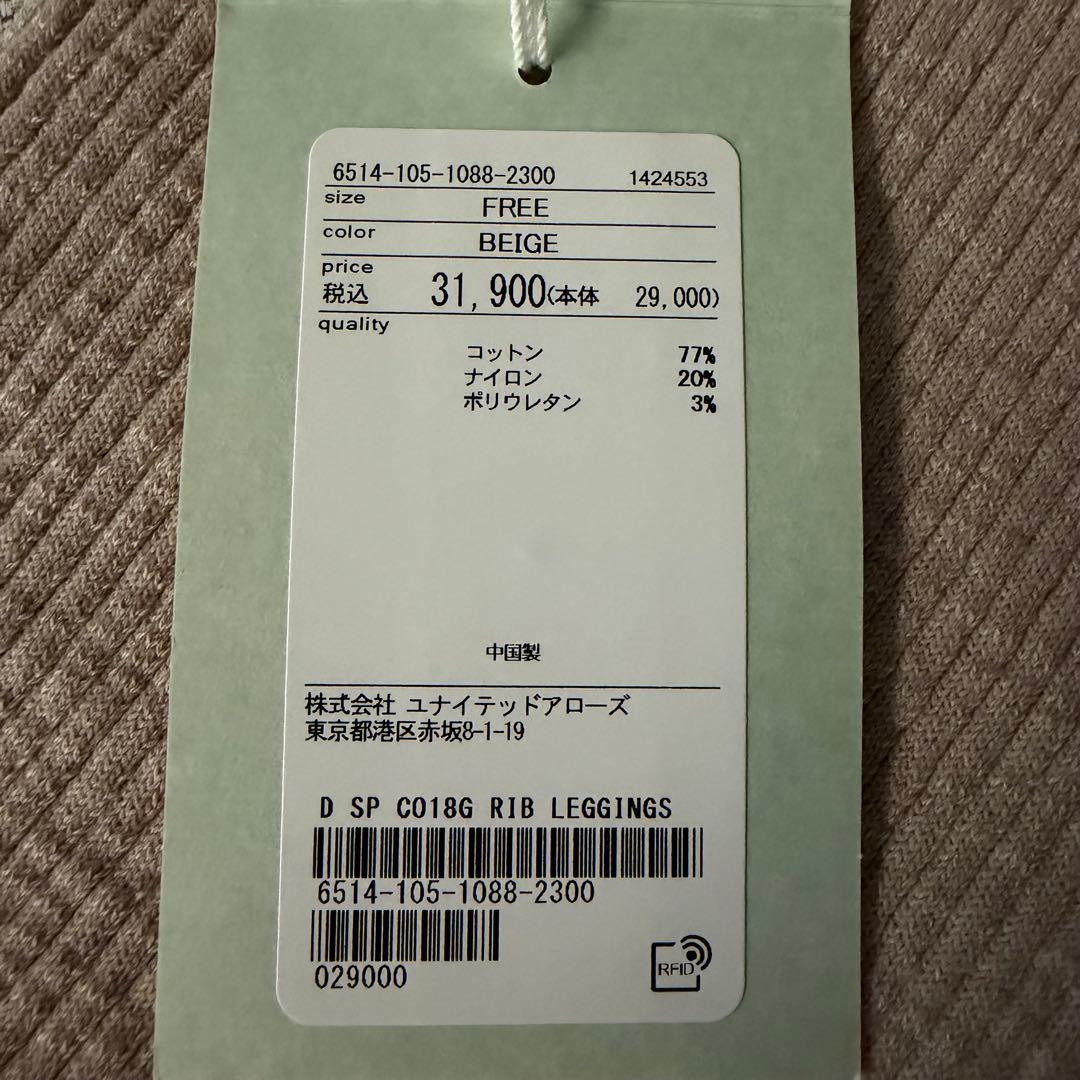 6514-105-1088-2300 1424553
size FREE
color BEIGE
price
税込 31,900(本体 29,000)
quality
コットン 77%
ナイロン 20%
ポリウレタン 3%
中国製
株式会社 ユナイテッドアローズ
東京都港区赤坂8-1-19
D SP CO18G RIB LEGGINGS
6514-105-1088-2300
029000
RFID